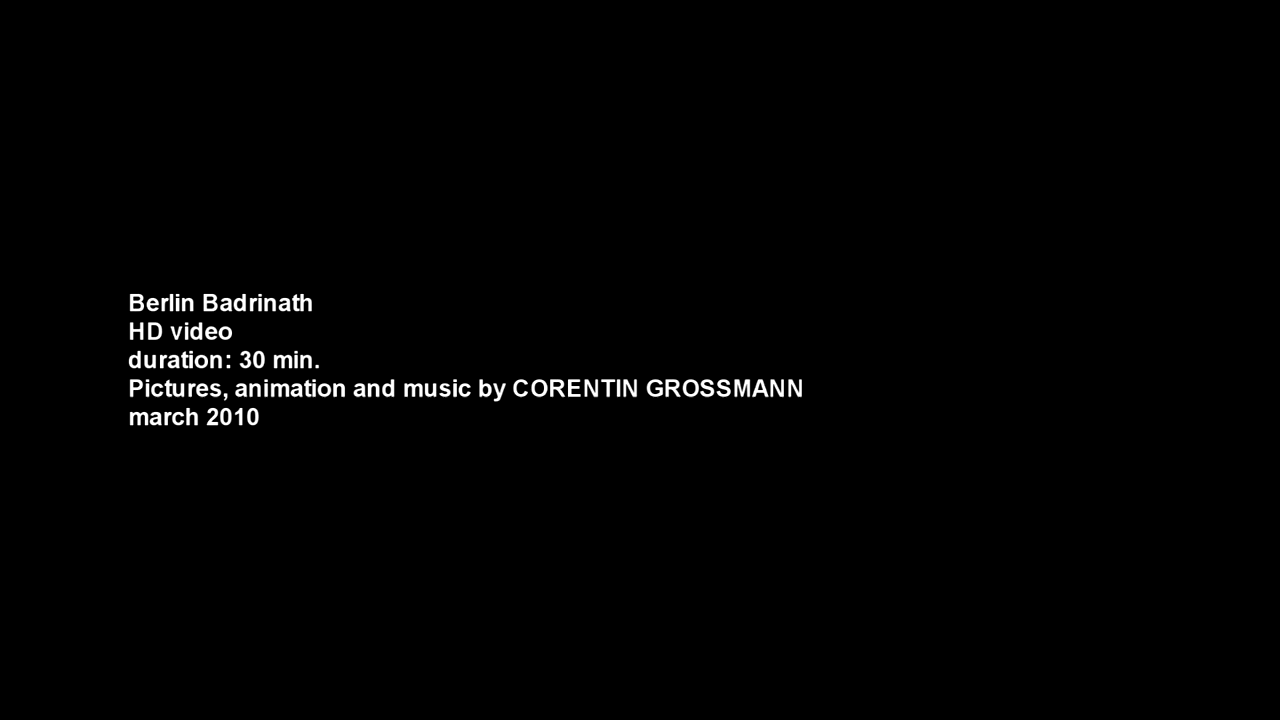 Berlin Badrinath
HD video
duration: 30 min.
Pictures, animation and music by CORENTIN GROSSMANN
march 2010